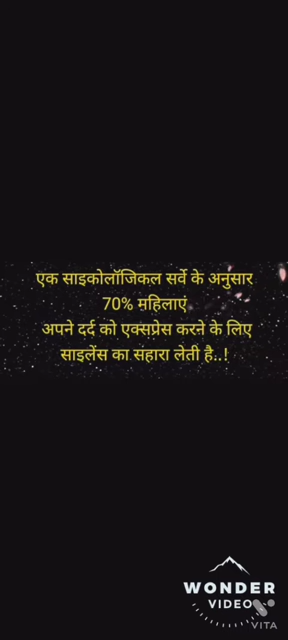 एक साइकोलॉजिकल सर्वे के अनुसार
70% महिलाएं
अपने दर्द को एक्सप्रेस करने के लिए
साइलेंस का सहारा लेती है..!
WONDER
VIDEO
VITA